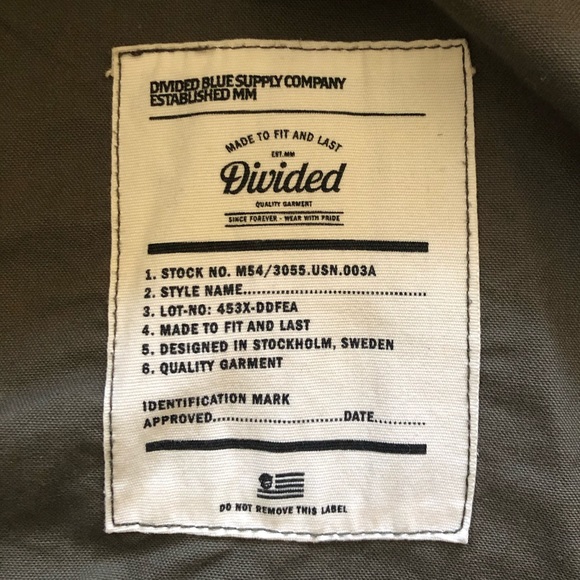 DIVIDED BLUE SUPPLY COMPANY
ESTABLISHED MM
MADE TO FIT AND LAST
EST. MM
Divided
QUALITY GARMENT
SINCE FOREVER - WEAR WITH PRIDE
1. STOCK NO. M54/3055.USN.003A
2. STYLE NAME..........................................
3. LOT-NO: 453X-DDFEA
4. MADE TO FIT AND LAST
5. DESIGNED IN STOCKHOLM, SWEDEN
6. QUALITY GARMENT
IDENTIFICATION MARK
APPROVED..............................DATE...........
DO NOT REMOVE THIS LABEL